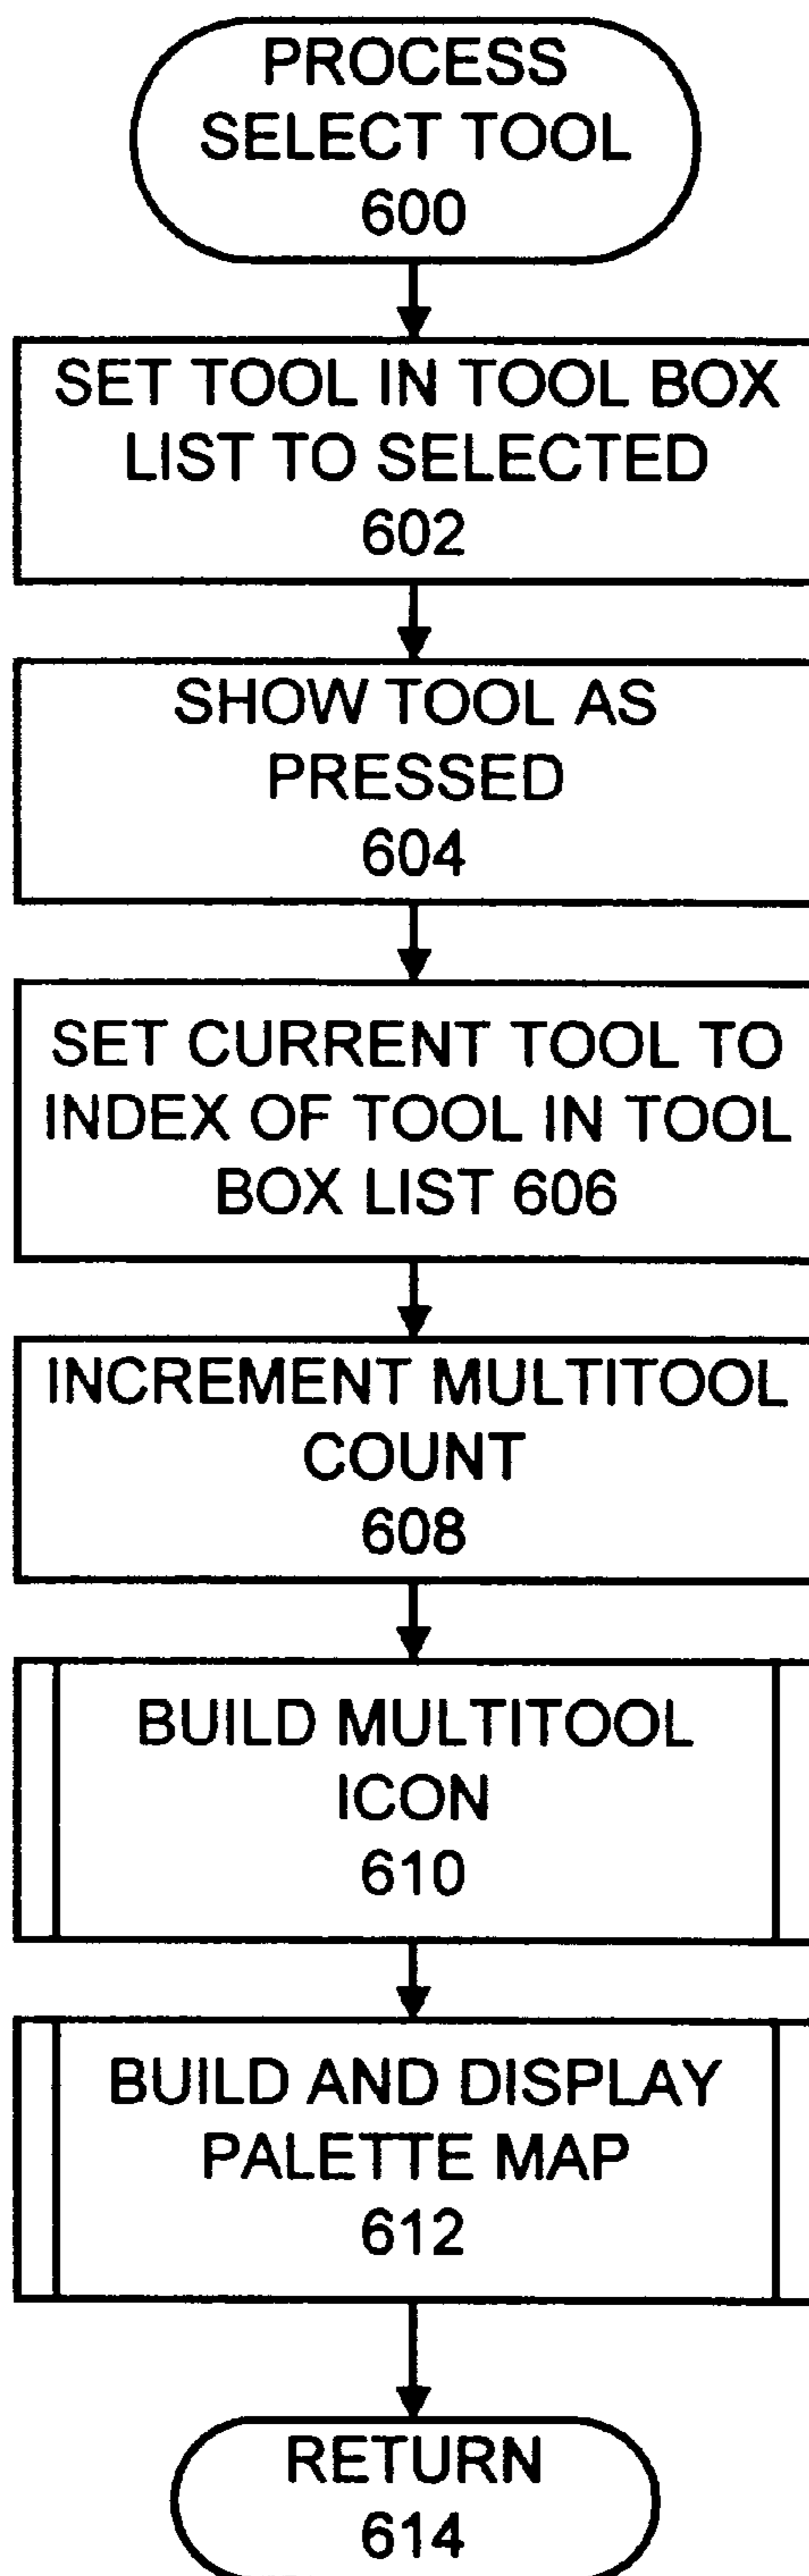 PROCESS
SELECT TOOL
600
SET TOOL IN TOOL BOX
LIST TO SELECTED
602
SHOW TOOL AS
PRESSED
604
SET CURRENT TOOL TO
INDEX OF TOOL IN TOOL
BOX LIST 606
INCREMENT MULTITOOL
COUNT
608
BUILD MULTITOOL
ICON
610
BUILD AND DISPLAY
PALETTE MAP
612
RETURN
614